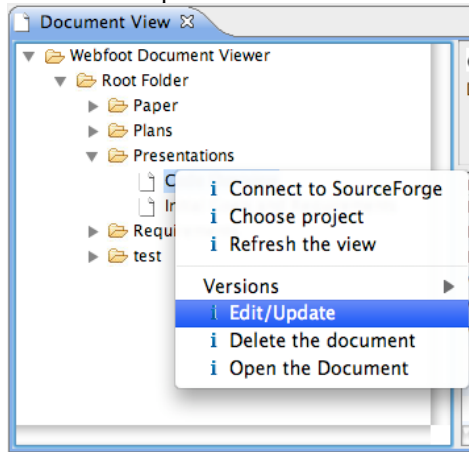 Document View
Webfoot Document Viewer
Root Folder
Paper
Plans
Presentations
Connect to SourceForge
Choose project
Refresh the view
Versions
Edit/Update
Delete the document
Open the Document
test